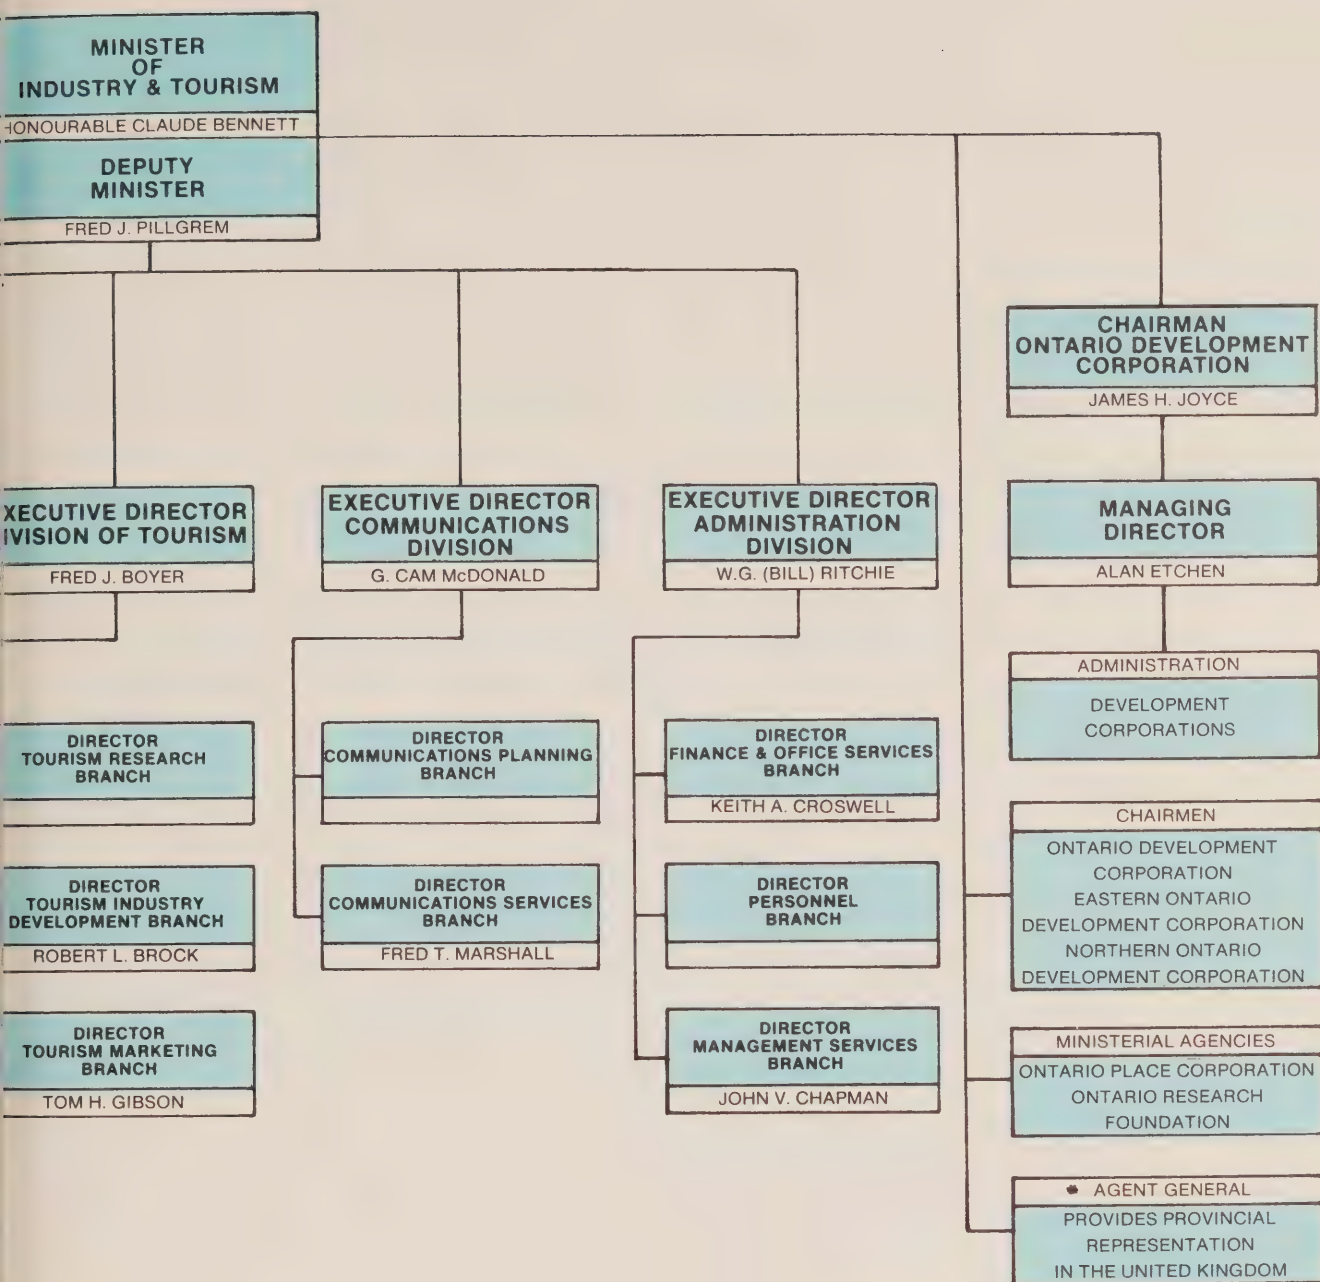 MINISTER
OF
INDUSTRY & TOURISM
HONOURABLE CLAUDE BENNETT
DEPUTY
MINISTER
FRED J. PILLGREM
XECUTIVE DIRECTOR
IVISION OF TOURISM
FRED J. BOYER
DIRECTOR
TOURISM RESEARCH
BRANCH
DIRECTOR
TOURISM INDUSTRY
DEVELOPMENT BRANCH
ROBERT L. BROCK
DIRECTOR
TOURISM MARKETING
BRANCH
TOM H. GIBSON
EXECUTIVE DIRECTOR
COMMUNICATIONS
DIVISION
G. CAM McDONALD
DIRECTOR
COMMUNICATIONS PLANNING
BRANCH
DIRECTOR
COMMUNICATIONS SERVICES
BRANCH
FRED T. MARSHALL
EXECUTIVE DIRECTOR
ADMINISTRATION
DIVISION
W.G. (BILL) RITCHIE
DIRECTOR
FINANCE & OFFICE SERVICES
BRANCH
KEITH A. CROSWELL
DIRECTOR
PERSONNEL
BRANCH
DIRECTOR
MANAGEMENT SERVICES
BRANCH
JOHN V. CHAPMAN
CHAIRMAN
ONTARIO DEVELOPMENT
CORPORATION
JAMES H. JOYCE
MANAGING
DIRECTOR
ALAN ETCHEN
ADMINISTRATION
DEVELOPMENT
CORPORATIONS
CHAIRMEN
ONTARIO DEVELOPMENT
CORPORATION
EASTERN ONTARIO
DEVELOPMENT CORPORATION
NORTHERN ONTARIO
DEVELOPMENT CORPORATION
MINISTERIAL AGENCIES
ONTARIO PLACE CORPORATION
ONTARIO RESEARCH
FOUNDATION
* AGENT GENERAL
PROVIDES PROVINCIAL
REPRESENTATION
IN THE UNITED KINGDOM